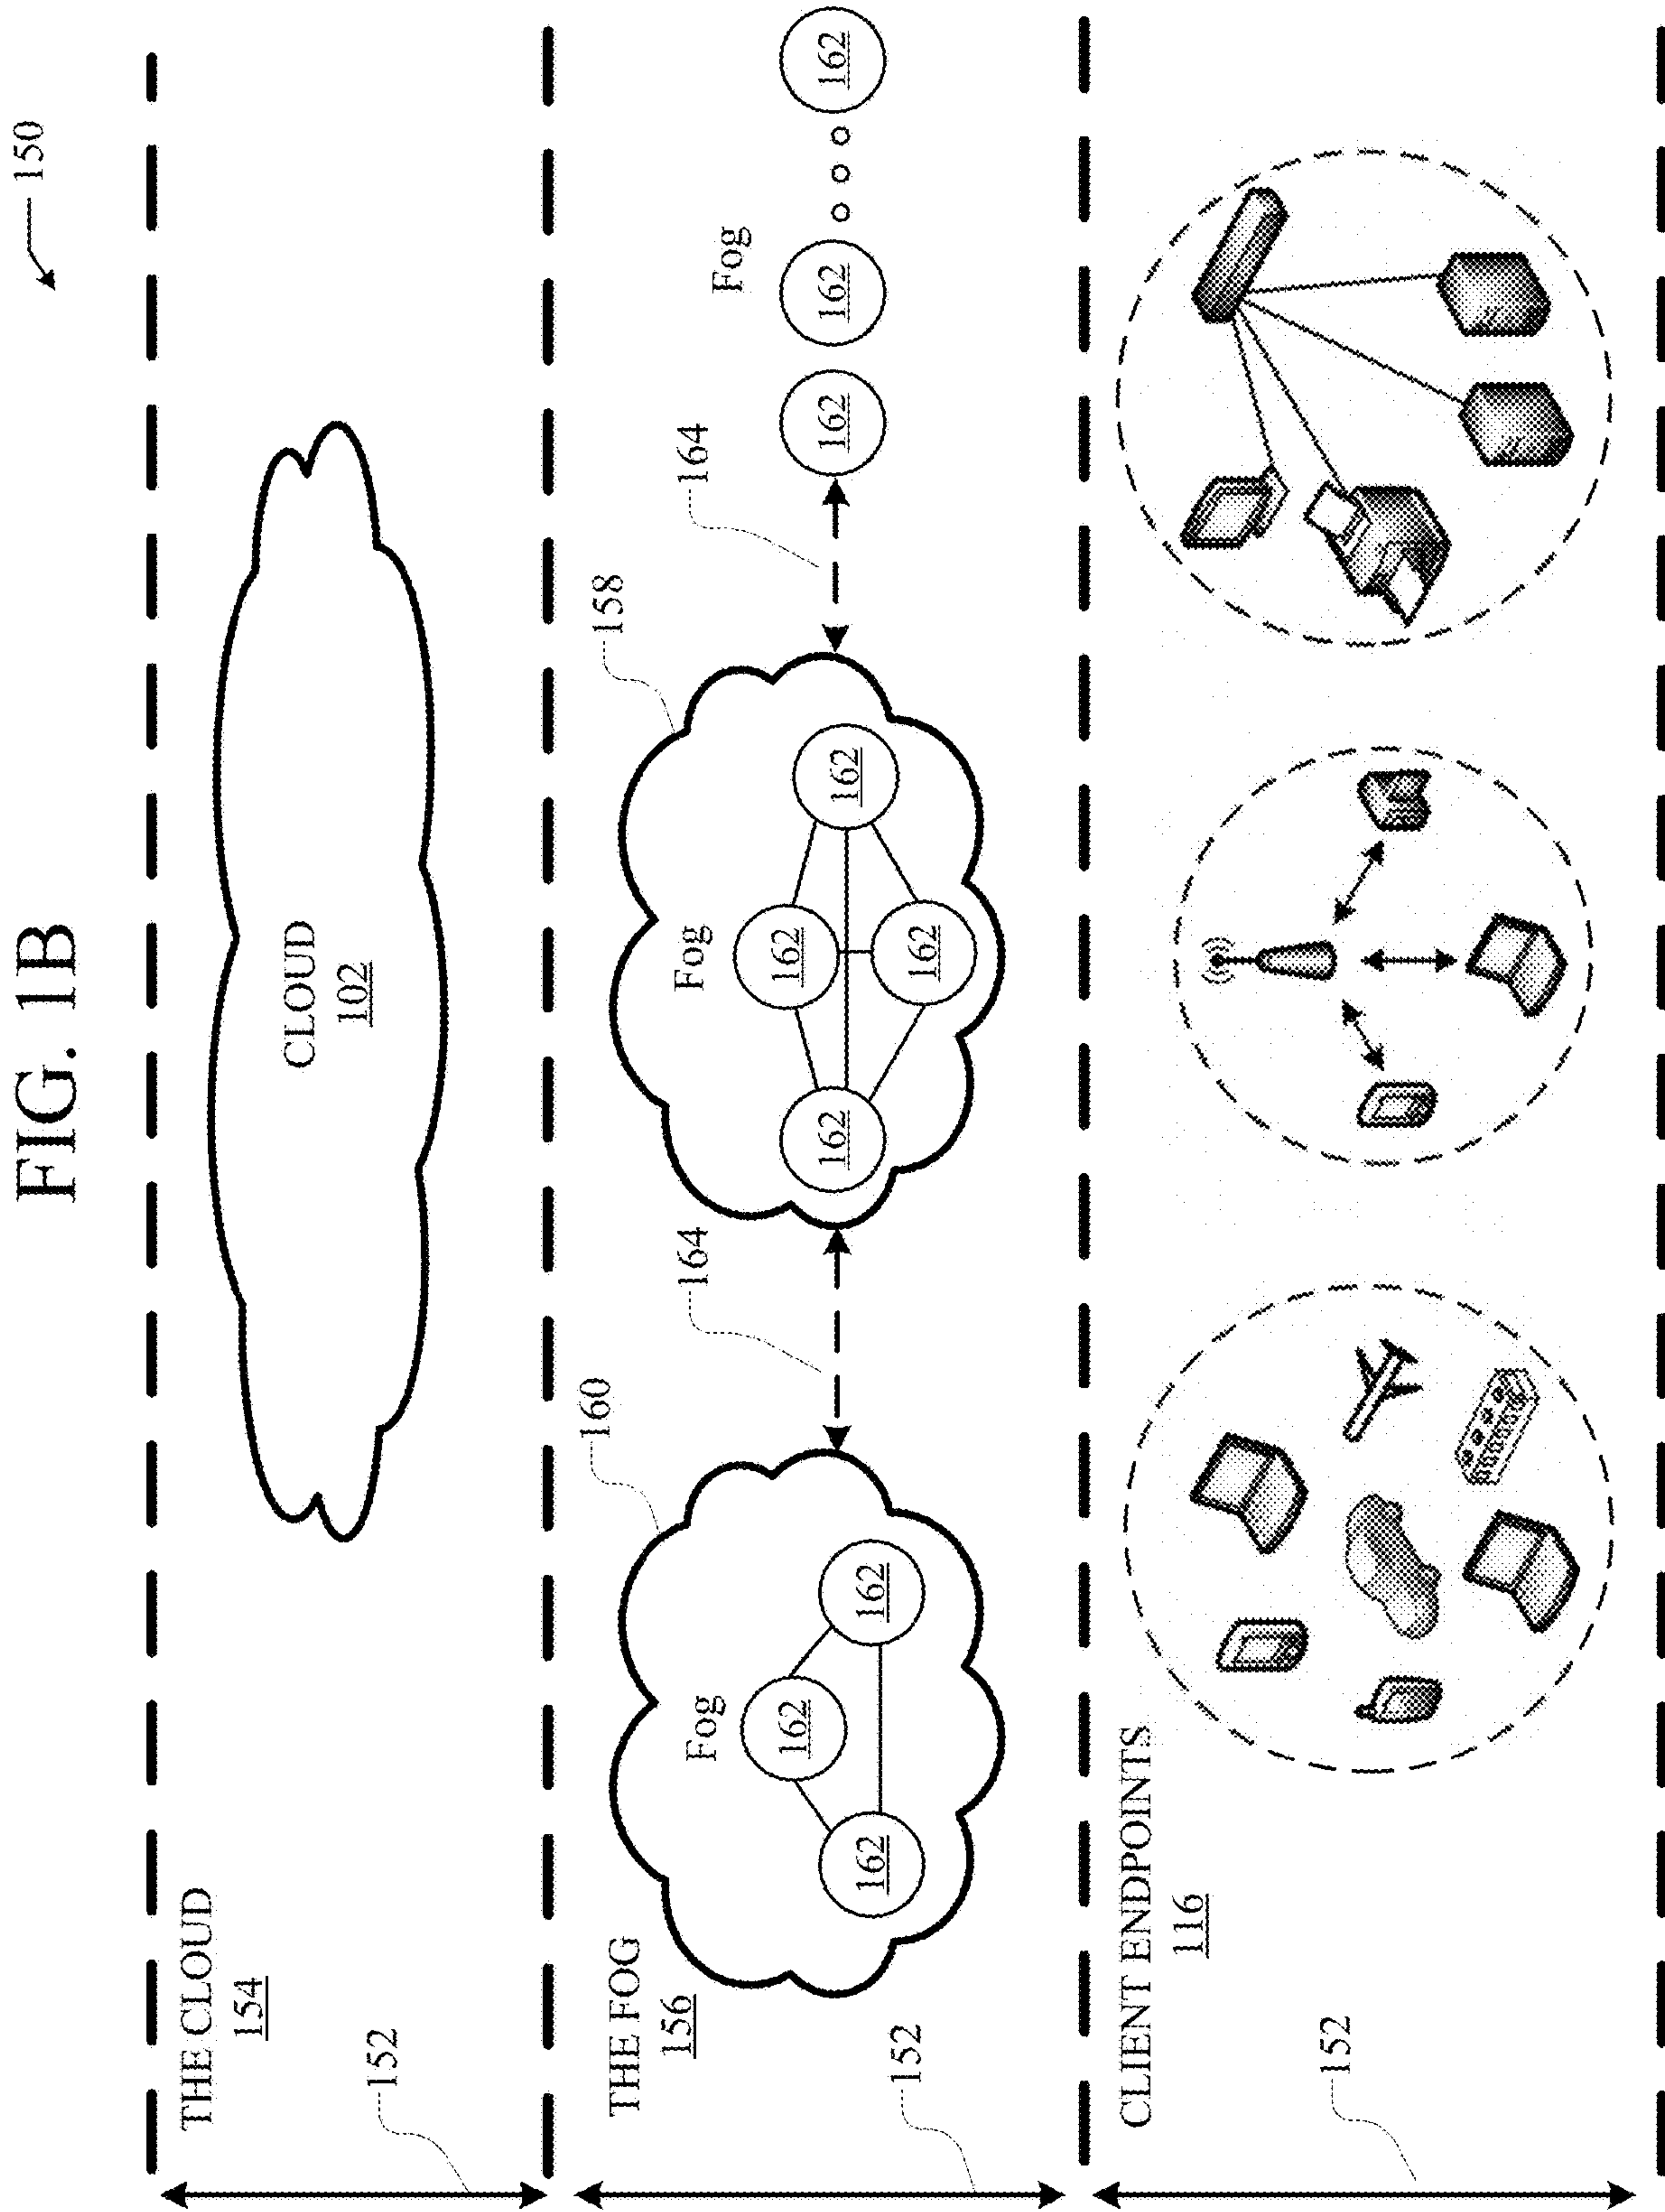 FIG. 1B
150
THE CLOUD
154
152
CLOUD
102
THE FOG
156
152
160
158
164
164
Fog
162
162
162
Fog
162
162
162
162
Fog
162
162
162
CLIENT ENDPOINTS
116
152